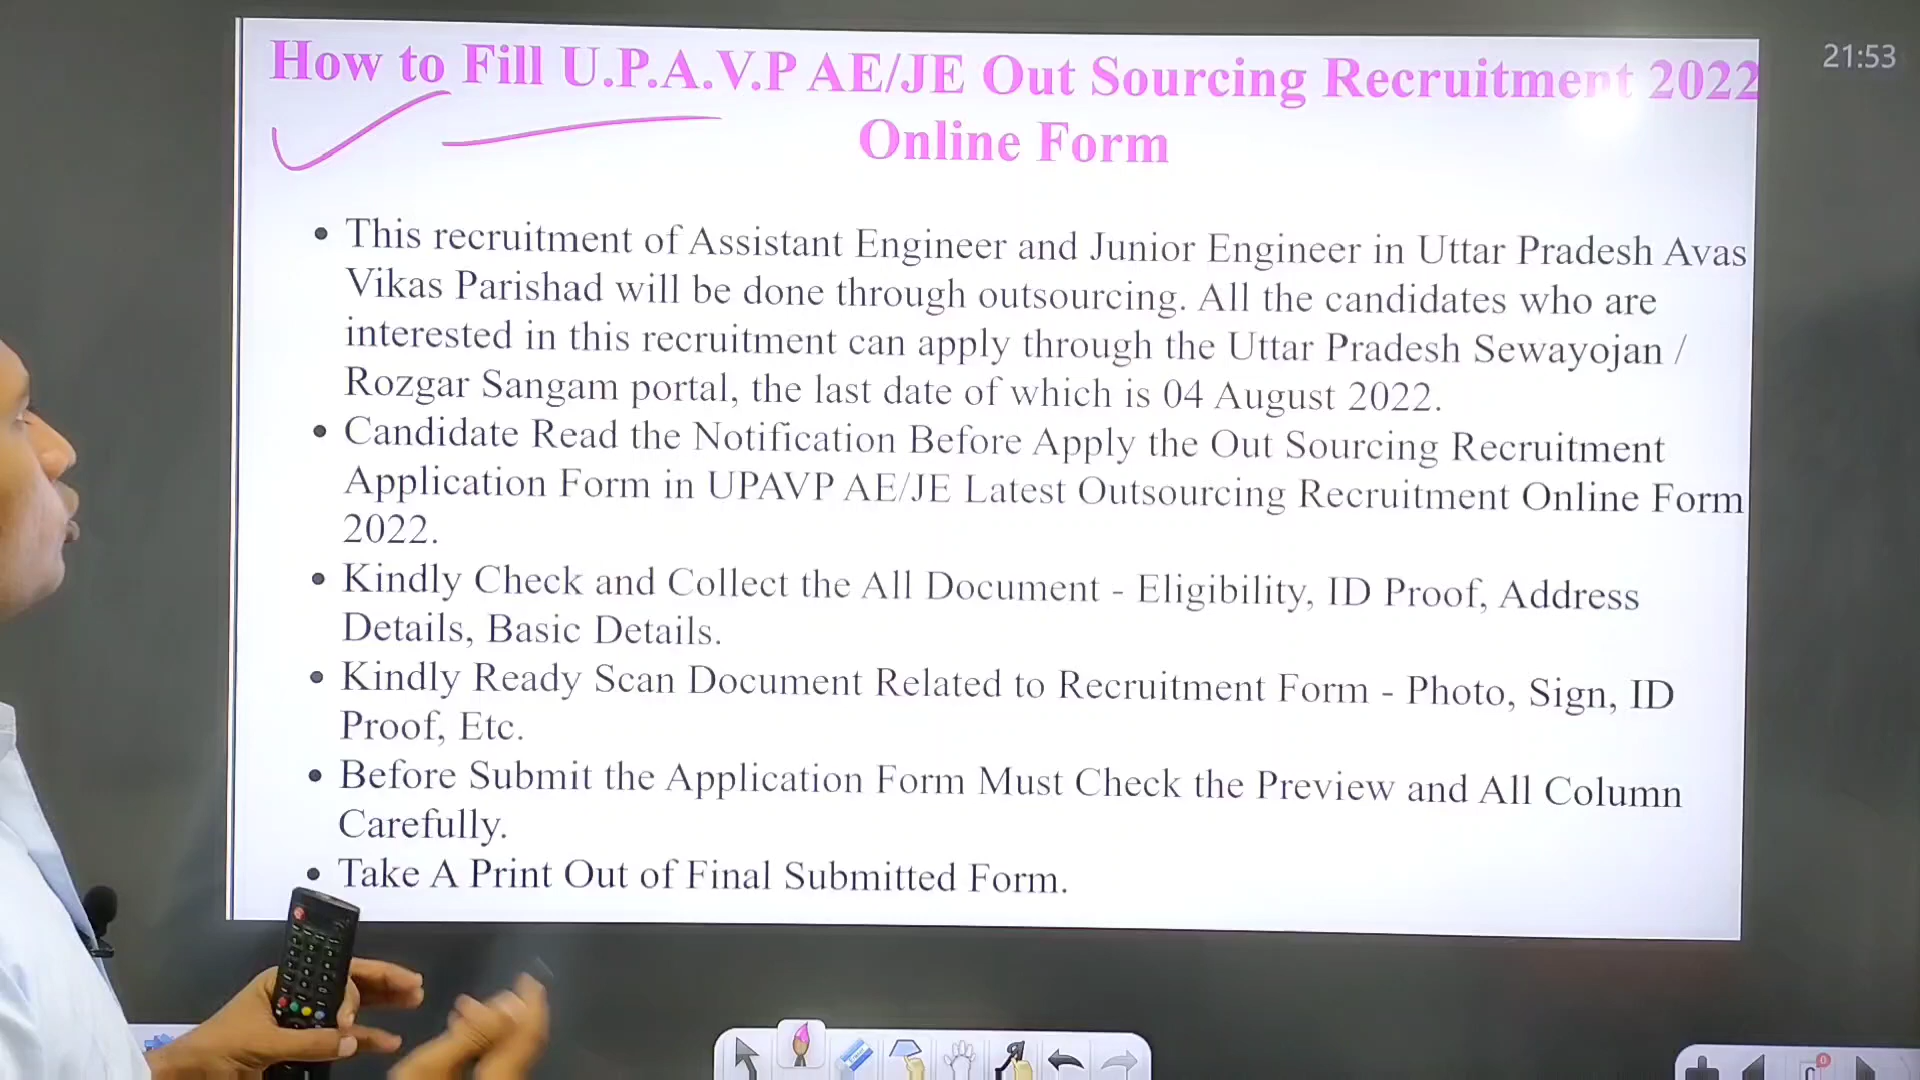 How to Fill U.P.A.V.P AE/JE Out Sourcing Recruitment 2022
Online Form
21:53
• This recruitment of Assistant Engineer and Junior Engineer in Uttar Pradesh Avas
Vikas Parishad will be done through outsourcing. All the candidates who are
interested in this recruitment can apply through the Uttar Pradesh Sewayojan /
Rozgar Sangam portal, the last date of which is 04 August 2022.
• Candidate Read the Notification Before Apply the Out Sourcing Recruitment
Application Form in UPAVP AE/JE Latest Outsourcing Recruitment Online Form
2022.
• Kindly Check and Collect the All Document - Eligibility, ID Proof, Address
Details, Basic Details.
• Kindly Ready Scan Document Related to Recruitment Form - Photo, Sign, ID
Proof, Etc.
• Before Submit the Application Form Must Check the Preview and All Column
Carefully.
• Take A Print Out of Final Submitted Form.